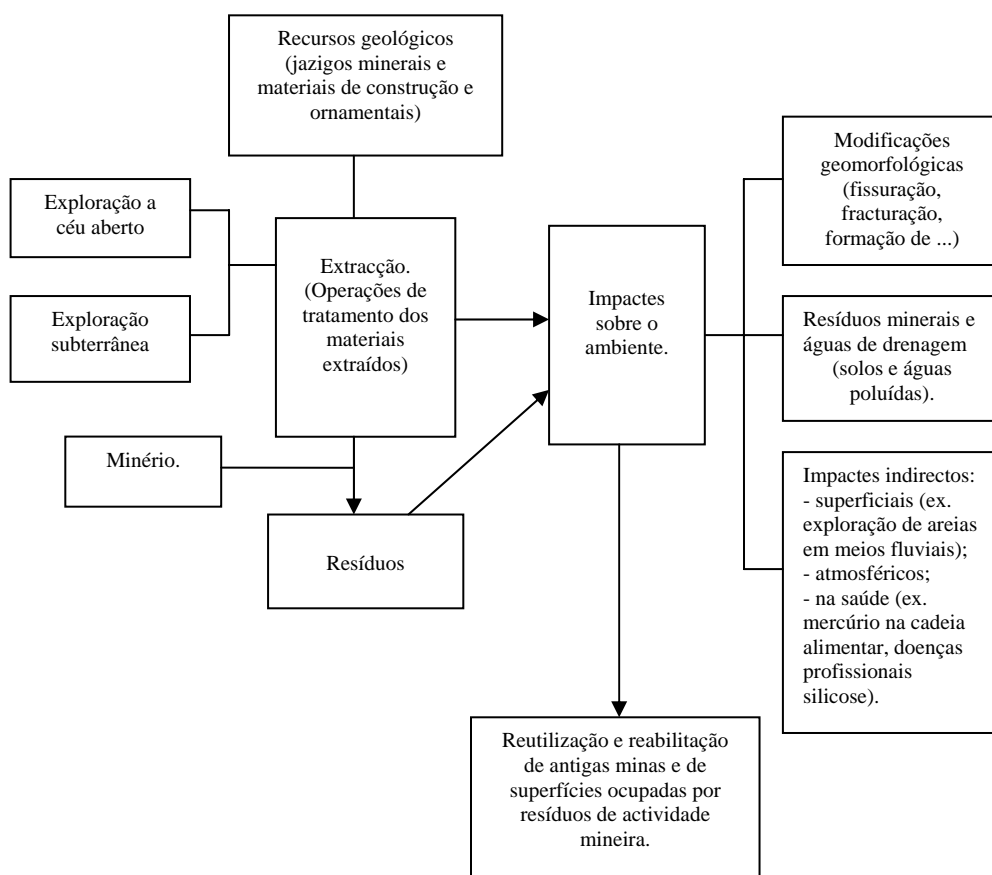 Recursos geológicos
(jazigos minerais e
materiais de construção e
ornamentais)
Exploração a
céu aberto
Exploração
subterrânea
Extracção.
(Operações de
tratamento dos
materiais
extraídos)
Minério.
Resíduos
Impactes
sobre o
ambiente.
Modificações
geomorfológicas
(fissuração,
fracturação,
formação de ...)
Resíduos minerais e
águas de drenagem
(solos e águas
poluídas).
Impactes indirectos:
- superficiais (ex.
exploração de areias
em meios fluviais);
- atmosféricos;
- na saúde (ex.
mercúrio na cadeia
alimentar, doenças
profissionais
silicose).
Reutilização e reabilitação
de antigas minas e de
superfícies ocupadas por
resíduos de actividade
mineira.